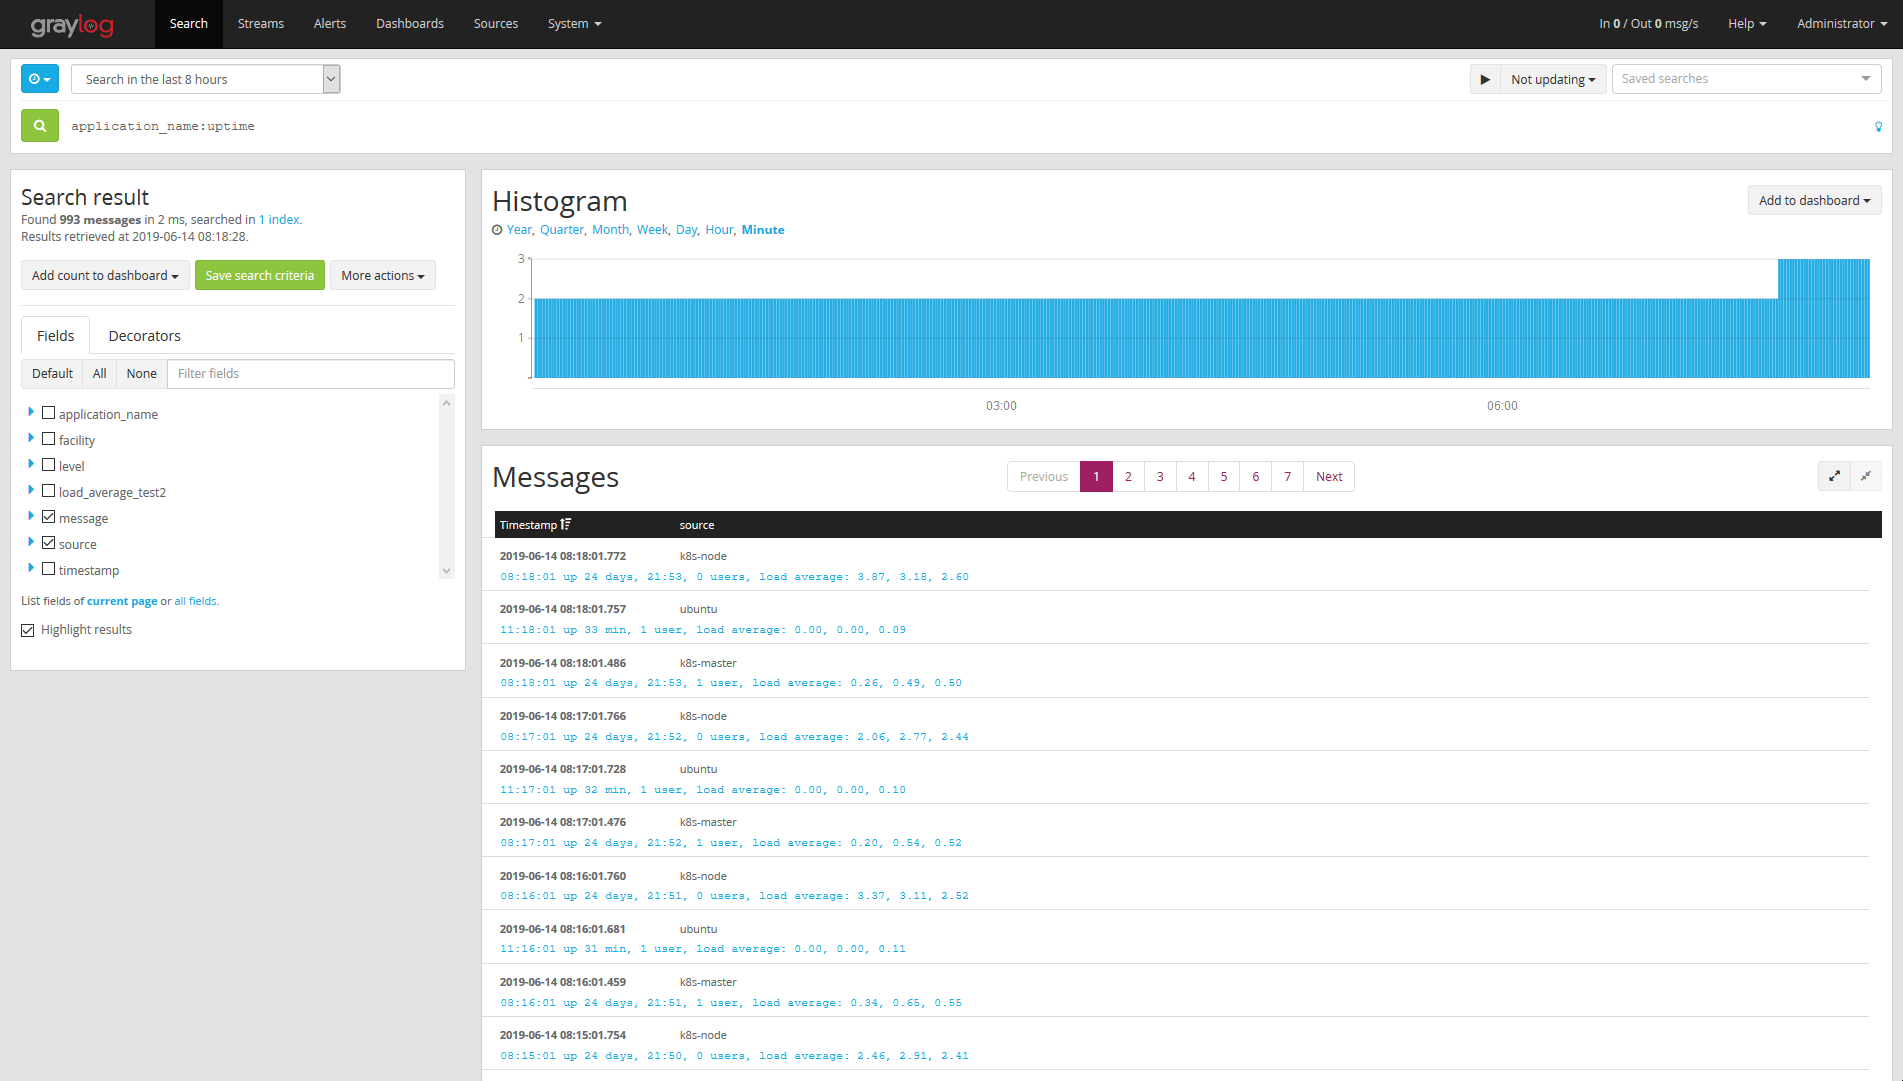 graylog Search Streams Alerts Dashboards Sources System In 0 / Out 0 msg/s Help Administrator
Search in the last 8 hours Not updating Saved searches
application_name:uptime
Search result
Found 993 messages in 2 ms, searched in 1 index.
Results retrieved at 2019-06-14 08:18:28.
Add count to dashboard Save search criteria More actions
Fields Decorators
Default All None Filter fields
application_name
facility
level
load_average_test2
message
source
timestamp
List fields of current page or all fields.
Highlight results
Histogram
Add to dashboard
Year, Quarter, Month, Week, Day, Hour, Minute
3
2
1
03:00 06:00
Messages
Previous 1 2 3 4 5 6 7 Next
Timestamp source
2019-06-14 08:18:01.772 k8s-node
08:18:01 up 24 days, 21:53, 0 users, load average: 3.87, 3.18, 2.60
2019-06-14 08:18:01.757 ubuntu
11:18:01 up 33 min, 1 user, load average: 0.00, 0.00, 0.09
2019-06-14 08:18:01.486 k8s-master
08:18:01 up 24 days, 21:53, 1 user, load average: 0.26, 0.49, 0.50
2019-06-14 08:17:01.766 k8s-node
08:17:01 up 24 days, 21:52, 0 users, load average: 2.06, 2.77, 2.44
2019-06-14 08:17:01.728 ubuntu
11:17:01 up 32 min, 1 user, load average: 0.00, 0.00, 0.10
2019-06-14 08:17:01.476 k8s-master
08:17:01 up 24 days, 21:52, 1 user, load average: 0.20, 0.54, 0.52
2019-06-14 08:16:01.760 k8s-node
08:16:01 up 24 days, 21:51, 0 users, load average: 3.37, 3.11, 2.52
2019-06-14 08:16:01.681 ubuntu
11:16:01 up 31 min, 1 user, load average: 0.00, 0.00, 0.11
2019-06-14 08:16:01.459 k8s-master
08:16:01 up 24 days, 21:51, 1 user, load average: 0.34, 0.65, 0.55
2019-06-14 08:15:01.754 k8s-node
08:15:01 up 24 days, 21:50, 0 users, load average: 2.46, 2.91, 2.41